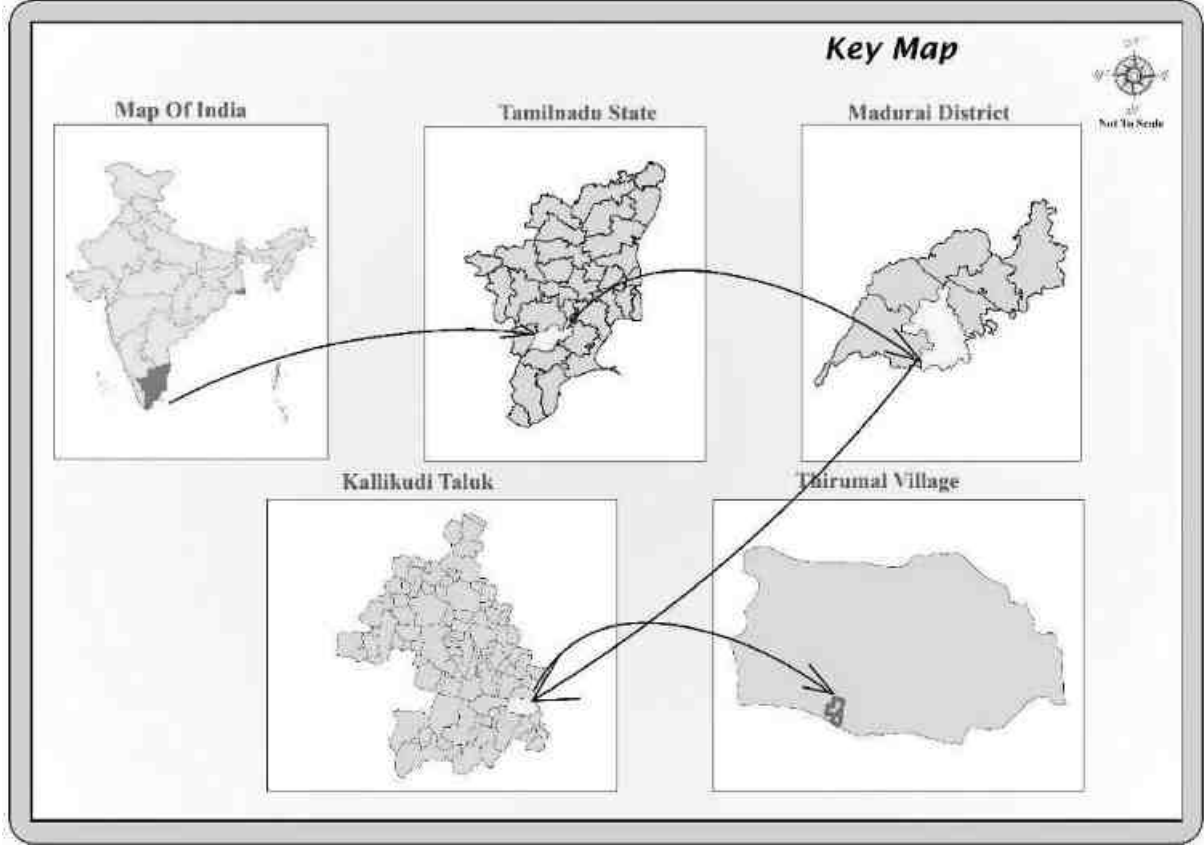 Key Map
Not To Scale
Map Of India
Tamilnadu State
Madurai District
Kallikudi Taluk
Thirumal Village